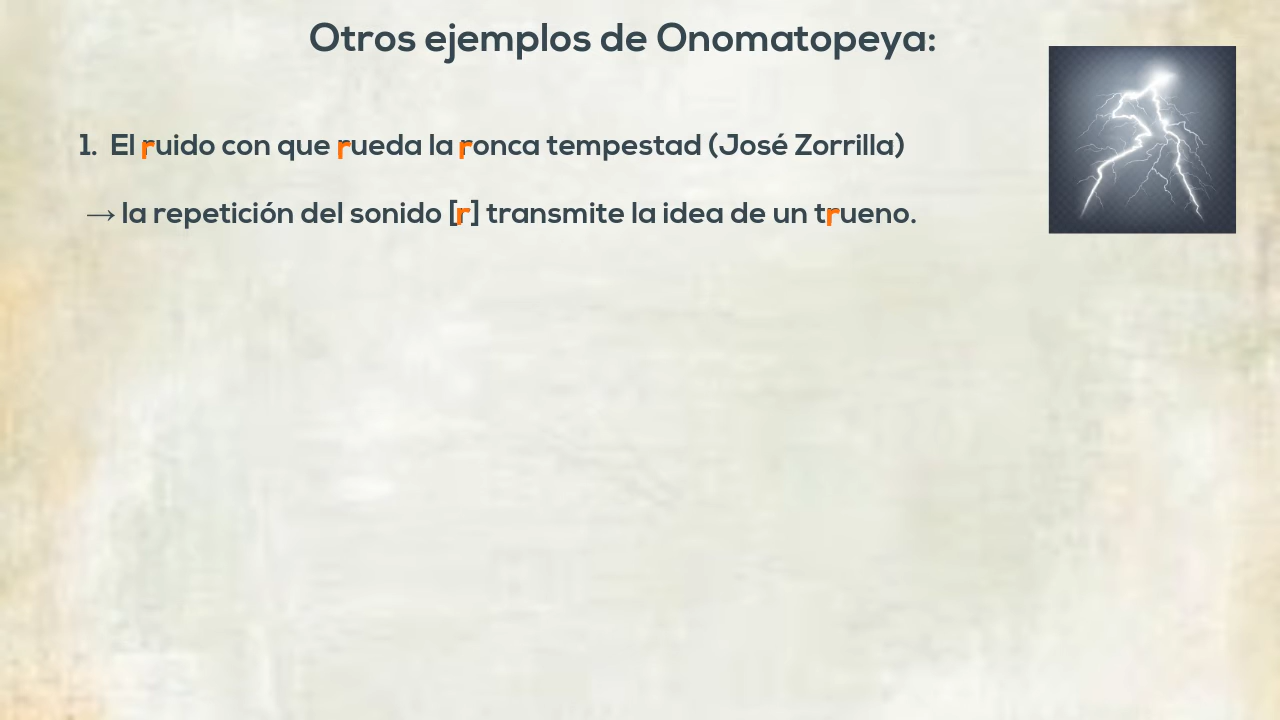 Otros ejemplos de Onomatopeya:
1. El ruido con que rueda la ronca tempestad (José Zorrilla)
→ la repetición del sonido [r] transmite la idea de un trueno.